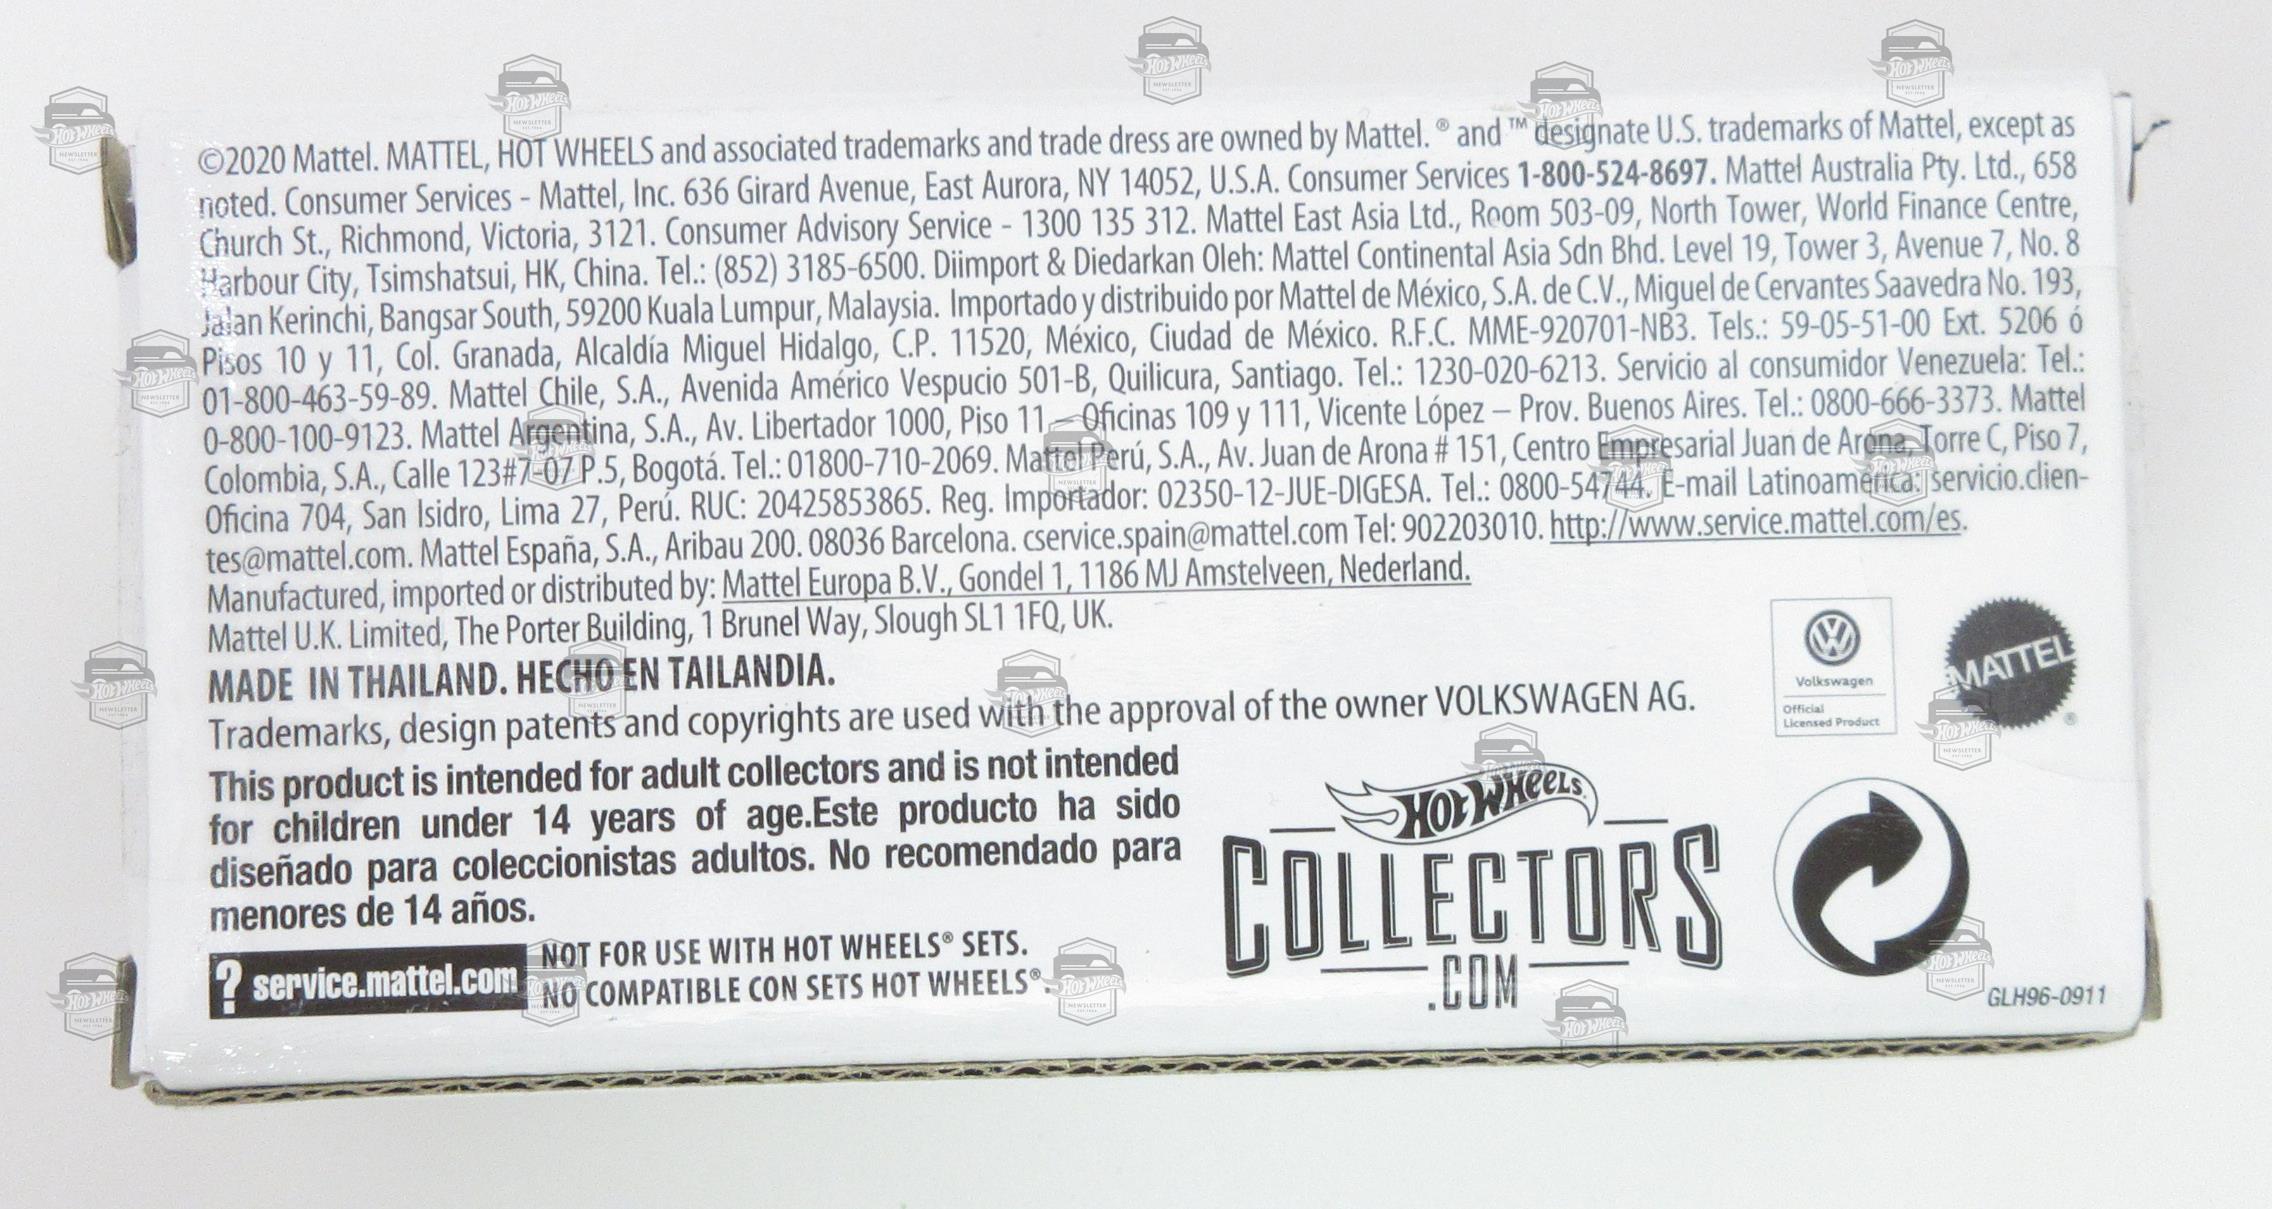 ©2020 Mattel. MATTEL, HOT WHEELS and associated trademarks and trade dress are owned by Mattel. ® and ™ designate U.S. trademarks of Mattel, except as
noted. Consumer Services - Mattel, Inc. 636 Girard Avenue, East Aurora, NY 14052, U.S.A. Consumer Services 1-800-524-8697. Mattel Australia Pty. Ltd., 658
Church St., Richmond, Victoria, 3121. Consumer Advisory Service - 1300 135 312. Mattel East Asia Ltd., Room 503-09, North Tower, World Finance Centre,
Harbour City, Tsimshatsui, HK, China. Tel.: (852) 3185-6500. Diimport & Diedarkan Oleh: Mattel Continental Asia Sdn Bhd. Level 19, Tower 3, Avenue 7, No. 8
Jalan Kerinchi, Bangsar South, 59200 Kuala Lumpur, Malaysia. Importado y distribuido por Mattel de México, S.A. de C.V., Miguel de Cervantes Saavedra No. 193,
Pisos 10 y 11, Col. Granada, Alcaldía Miguel Hidalgo, C.P. 11520, México, Ciudad de México. R.F.C. MME-920701-NB3. Tels.: 59-05-51-00 Ext. 5206 ó
01-800-463-59-89. Mattel Chile, S.A., Avenida Américo Vespucio 501-B, Quilicura, Santiago. Tel.: 1230-020-6213. Servicio al consumidor Venezuela: Tel.:
0-800-100-9123. Mattel Argentina, S.A., Av. Libertador 1000, Piso 11 – Oficinas 109 y 111, Vicente López – Prov. Buenos Aires. Tel.: 0800-666-3373. Mattel
Colombia, S.A., Calle 123#7-07 P.5, Bogotá. Tel.: 01800-710-2069. Mattel Perú, S.A., Av. Juan de Arona # 151, Centro Empresarial Juan de Arona, Torre C, Piso 7,
Oficina 704, San Isidro, Lima 27, Perú. RUC: 20425853865. Reg. Importador: 02350-12-JUE-DIGESA. Tel.: 0800-54744. E-mail Latinoamérica: servicio.clien-
tes@mattel.com. Mattel España, S.A., Aribau 200. 08036 Barcelona. cservice.spain@mattel.com Tel: 902203010. http://www.service.mattel.com/es.
Manufactured, imported or distributed by: Mattel Europa B.V., Gondel 1, 1186 MJ Amstelveen, Nederland.
Mattel U.K. Limited, The Porter Building, 1 Brunel Way, Slough SL1 1FQ, UK.
MADE IN THAILAND. HECHO EN TAILANDIA.
Trademarks, design patents and copyrights are used with the approval of the owner VOLKSWAGEN AG.
Volkswagen
Official
Licensed Product
MATTEL®
This product is intended for adult collectors and is not intended
for children under 14 years of age.Este producto ha sido
diseñado para coleccionistas adultos. No recomendado para
menores de 14 años.
? service.mattel.com
NOT FOR USE WITH HOT WHEELS® SETS.
NO COMPATIBLE CON SETS HOT WHEELS®.
HOT WHEELS
COLLECTORS
.COM
GLH96-0911